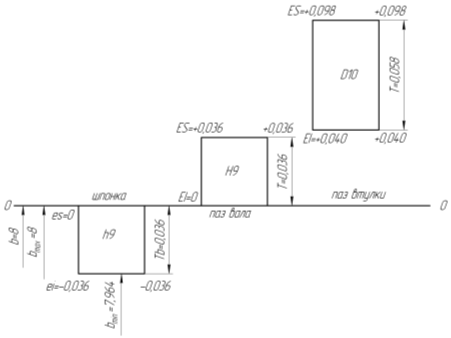 ES=+0,098 +0,098
D10
T=0,058
EI=+0,040 +0,040
ES=+0,036 +0,036
H9
T=0,036
EI=0
шпонка
паз вала
паз втулки
0 0
es=0
b=8
bmax=8
h9
Tb=0,036
ei=-0,036 -0,036
bmin=7,964